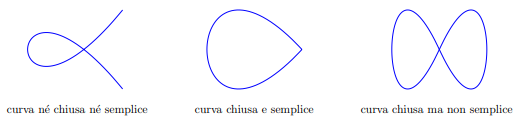 curva né chiusa né semplice
curva chiusa e semplice
curva chiusa ma non semplice